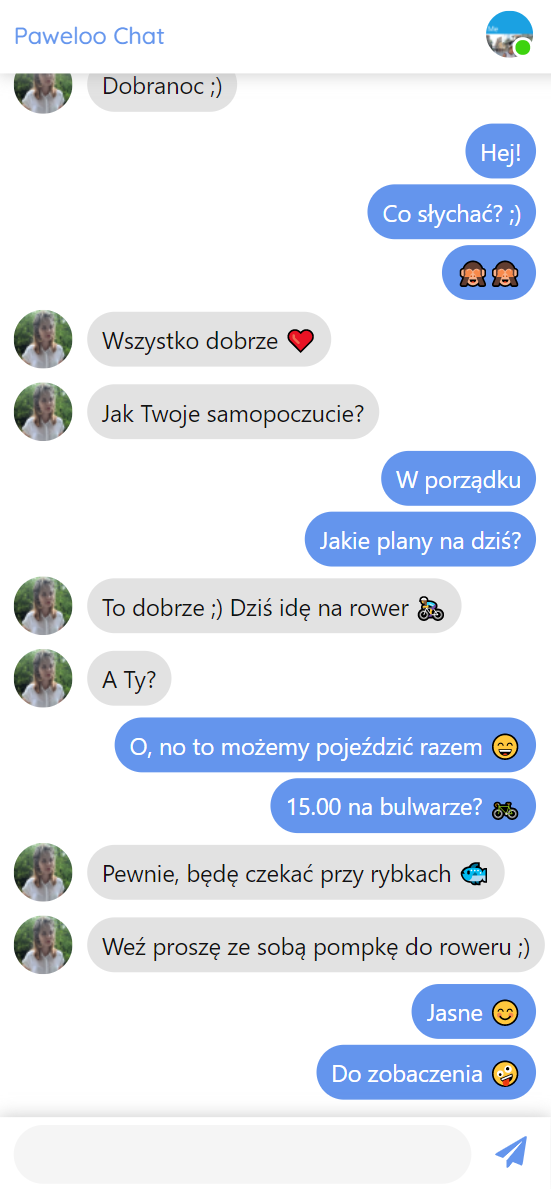 Paweloo Chat
Dobranoc ;)
Hej!
Co słychać? ;)
🙈🙈
Wszystko dobrze ❤️
Jak Twoje samopoczucie?
W porządku
Jakie plany na dziś?
To dobrze ;) Dziś idę na rower 🚴
A Ty?
O, no to możemy pojeździć razem 😄
15.00 na bulwarze? 🚲
Pewnie, będę czekać przy rybkach 🐟
Weź proszę ze sobą pompkę do roweru ;)
Jasne 😊
Do zobaczenia 🤪